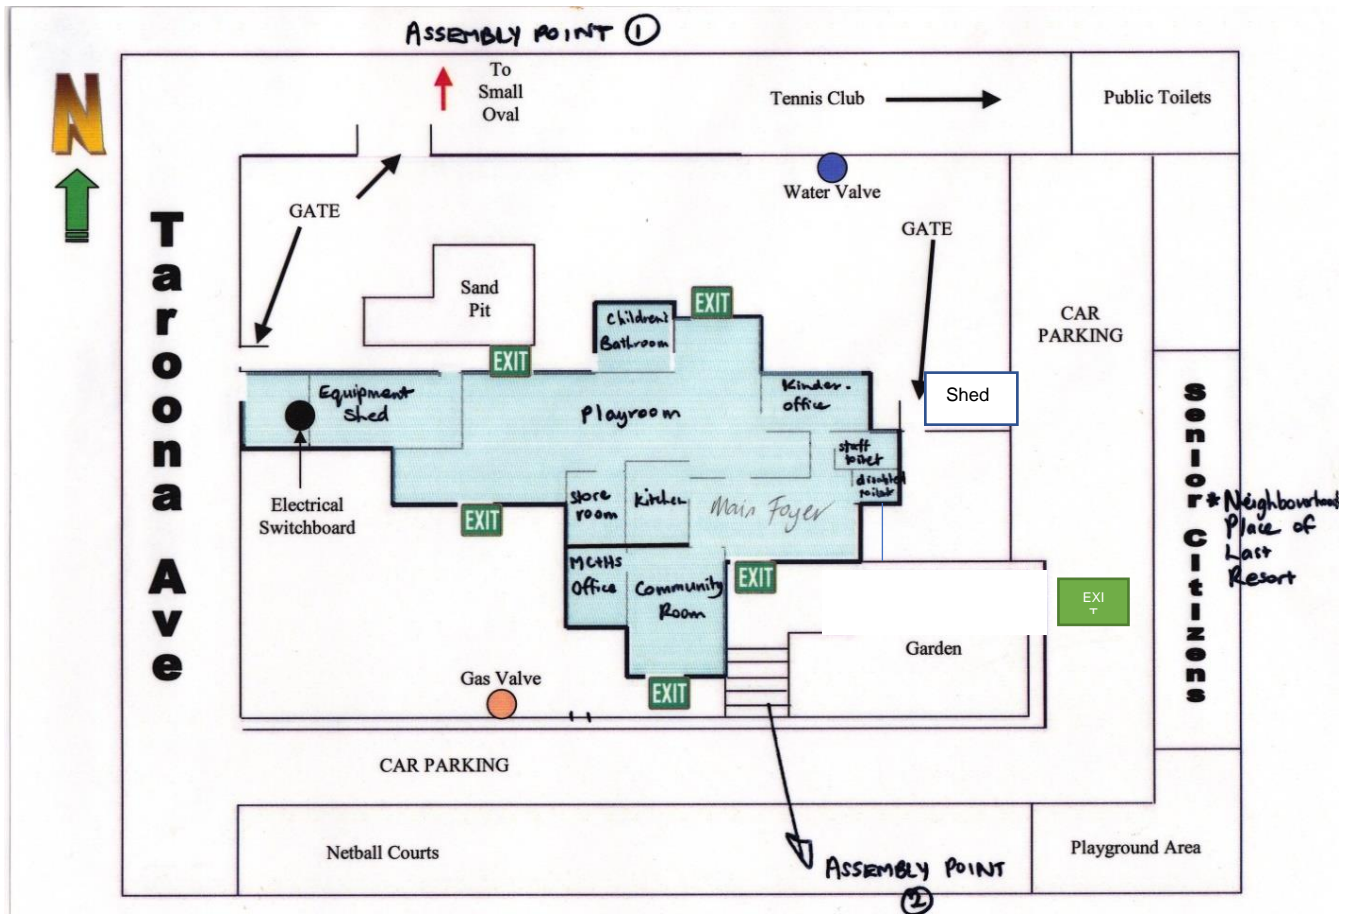 ASSEMBLY POINT 1
N
To
Small
Oval
Tennis Club
Public Toilets
Water Valve
GATE
GATE
Taroona Ave
Sand
Pit
CAR
PARKING
EXIT
Children's
Bathroom
EXIT
Equipment
Shed
Playroom
Kinder-
office
Shed
staff
toilet
disabled
toilets
Electrical
Switchboard
EXIT
Store
room
Kitchen
Main Foyer
Senior Citizens
* Neighbourhood
Place of
Last
Resort
MCHS
Office
Community
Room
EXIT
EXI
T
Garden
Gas Valve
EXIT
CAR PARKING
Netball Courts
ASSEMBLY POINT
2
Playground Area